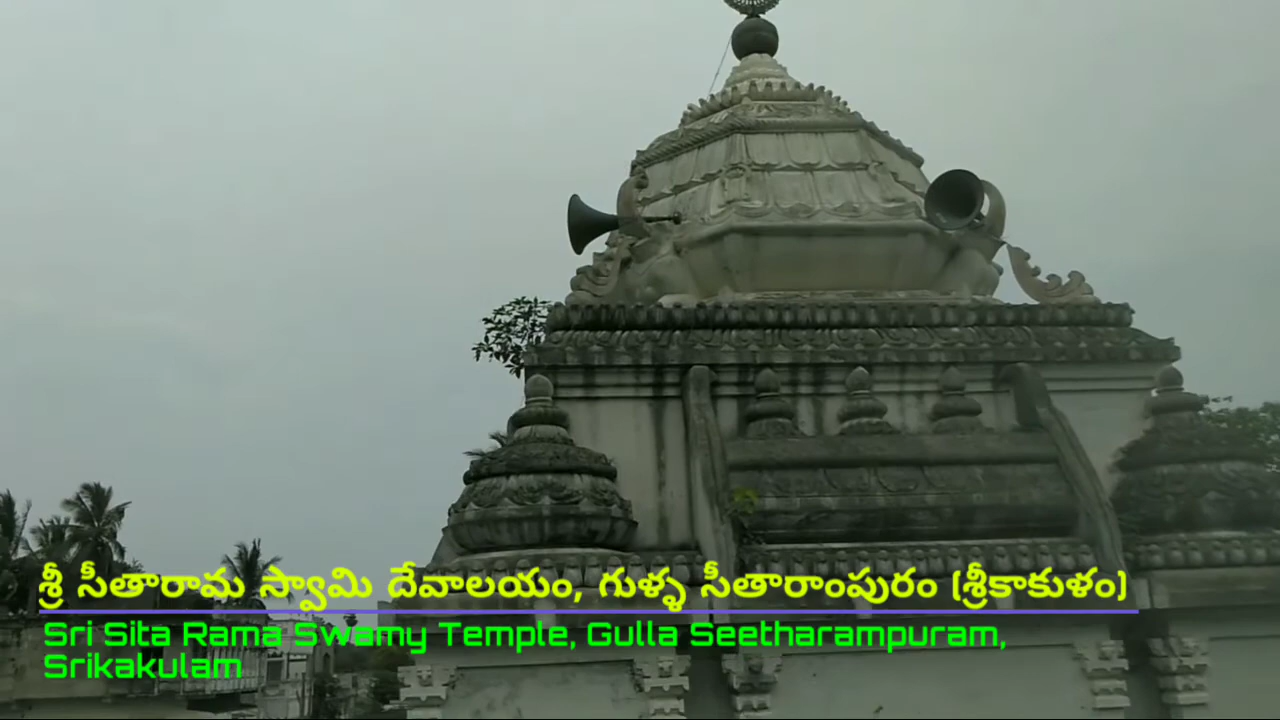 శ్రీ సీతారామ స్వామి దేవాలయం, గుళ్ళ సీతారాంపురం (శ్రీకాకుళం)
Sri Sita Rama Swamy Temple, Gulla Seetharampuram,
Srikakulam